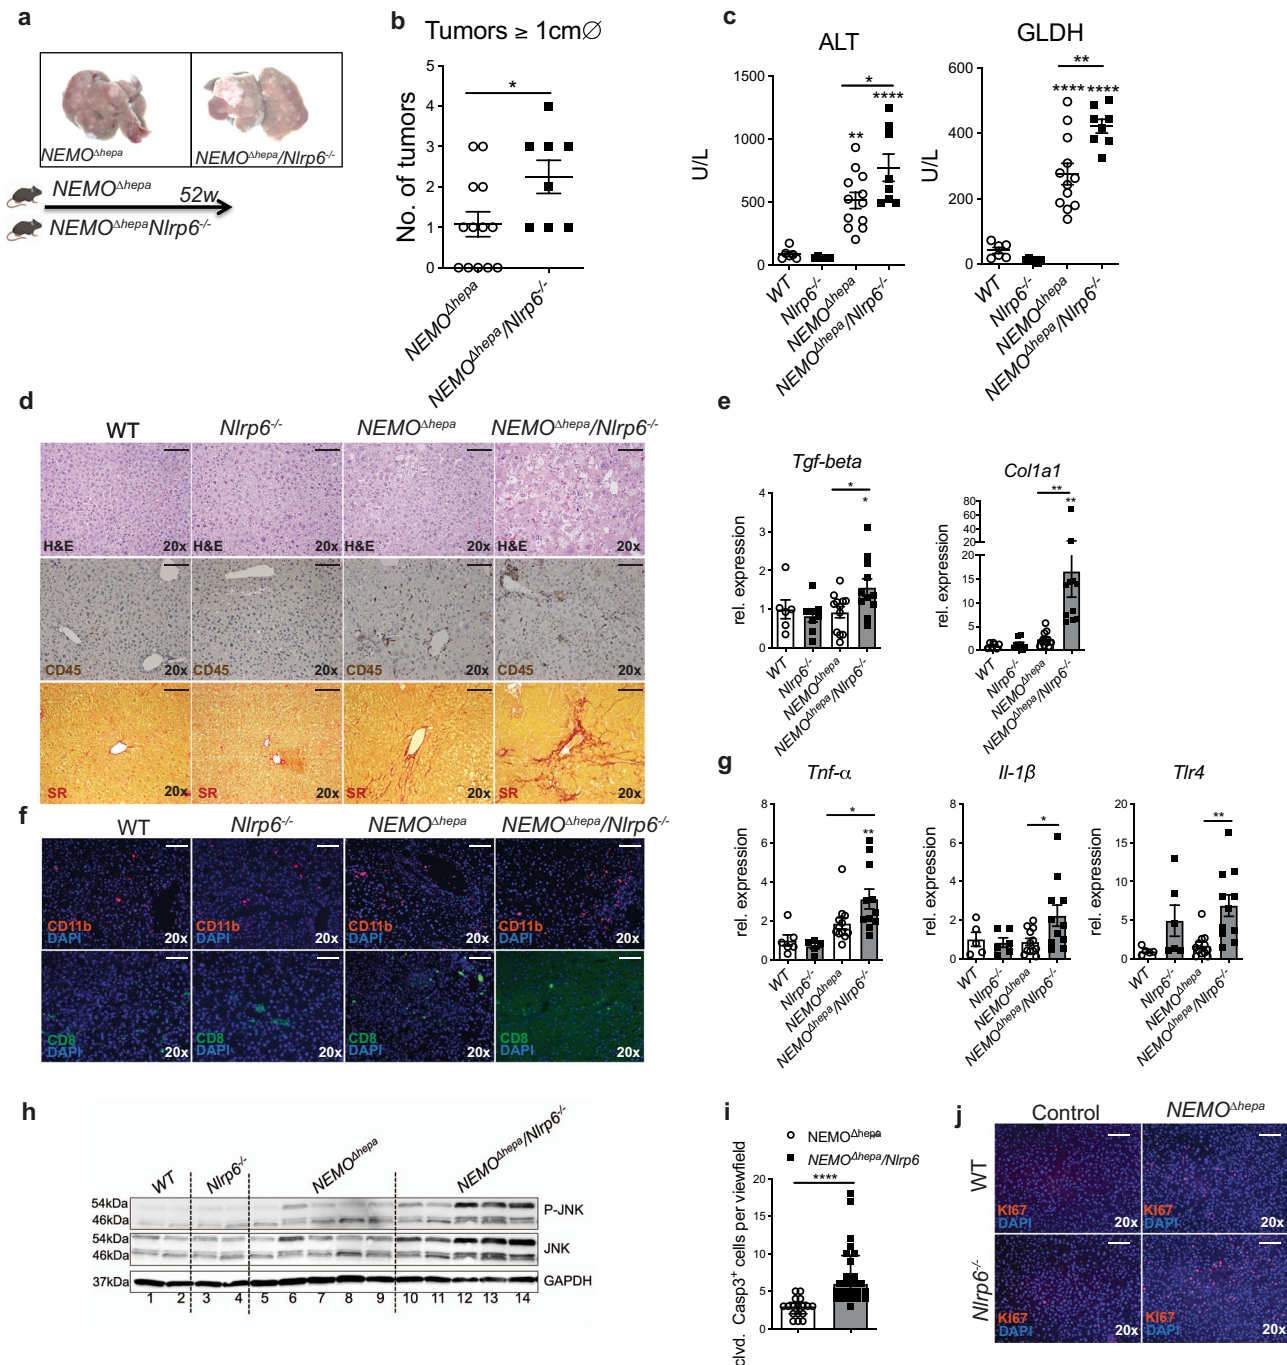 a
NEMOΔhepa
NEMOΔhepa/Nlrp6-/-
NEMOΔhepa 52w
NEMOΔhepaNlrp6-/-
b
Tumors ≥ 1cm∅
No. of tumors
5
4
3
2
1
0
*
NEMOΔhepa
NEMOΔhepa/Nlrp6-/-
c
ALT
U/L
1500
1000
500
0
*
**
****
WT
Nlrp6-/-
NEMOΔhepa
NEMOΔhepa/Nlrp6-/-
GLDH
U/L
600
400
200
0
**
**** ****
WT
Nlrp6-/-
NEMOΔhepa
NEMOΔhepa/Nlrp6-/-
d
WT Nlrp6-/- NEMOΔhepa NEMOΔhepa/Nlrp6-/-
H&E 20x H&E 20x H&E 20x H&E 20x
CD45 20x CD45 20x CD45 20x CD45 20x
SR 20x SR 20x SR 20x SR 20x
e
Tgf-beta
rel. expression
4
3
2
1
0
*
*
WT
Nlrp6-/-
NEMOΔhepa
NEMOΔhepa/Nlrp6-/-
Col1a1
rel. expression
80
60
40
20
20
15
10
5
0
**
**
WT
Nlrp6-/-
NEMOΔhepa
NEMOΔhepa/Nlrp6-/-
f
WT Nlrp6-/- NEMOΔhepa NEMOΔhepa/Nlrp6-/-
CD11b CD11b CD11b CD11b
DAPI 20x DAPI 20x DAPI 20x DAPI 20x
CD8 CD8 CD8 CD8
DAPI 20x DAPI 20x DAPI 20x DAPI 20x
g
Tnf-α
rel. expression
8
6
4
2
0
*
**
WT
Nlrp6-/-
NEMOΔhepa
NEMOΔhepa/Nlrp6-/-
Il-1β
rel. expression
8
6
4
2
0
*
WT
Nlrp6-/-
NEMOΔhepa
NEMOΔhepa/Nlrp6-/-
Tlr4
rel. expression
20
15
10
5
0
**
WT
Nlrp6-/-
NEMOΔhepa
NEMOΔhepa/Nlrp6-/-
h
WT Nlrp6-/- NEMOΔhepa NEMOΔhepa/Nlrp6-/-
54kDa
46kDa
P-JNK
54kDa
46kDa
JNK
37kDa
GAPDH
1 2 3 4 5 6 7 8 9 10 11 12 13 14
i
NEMOΔhepa
NEMOΔhepa/Nlrp6
****
clvd. Casp3+ cells per viewfield
20
15
10
5
0
j
Control NEMOΔhepa
WT
Nlrp6-/-
KI67 KI67
DAPI 20x DAPI 20x
KI67 KI67
DAPI 20x DAPI 20x